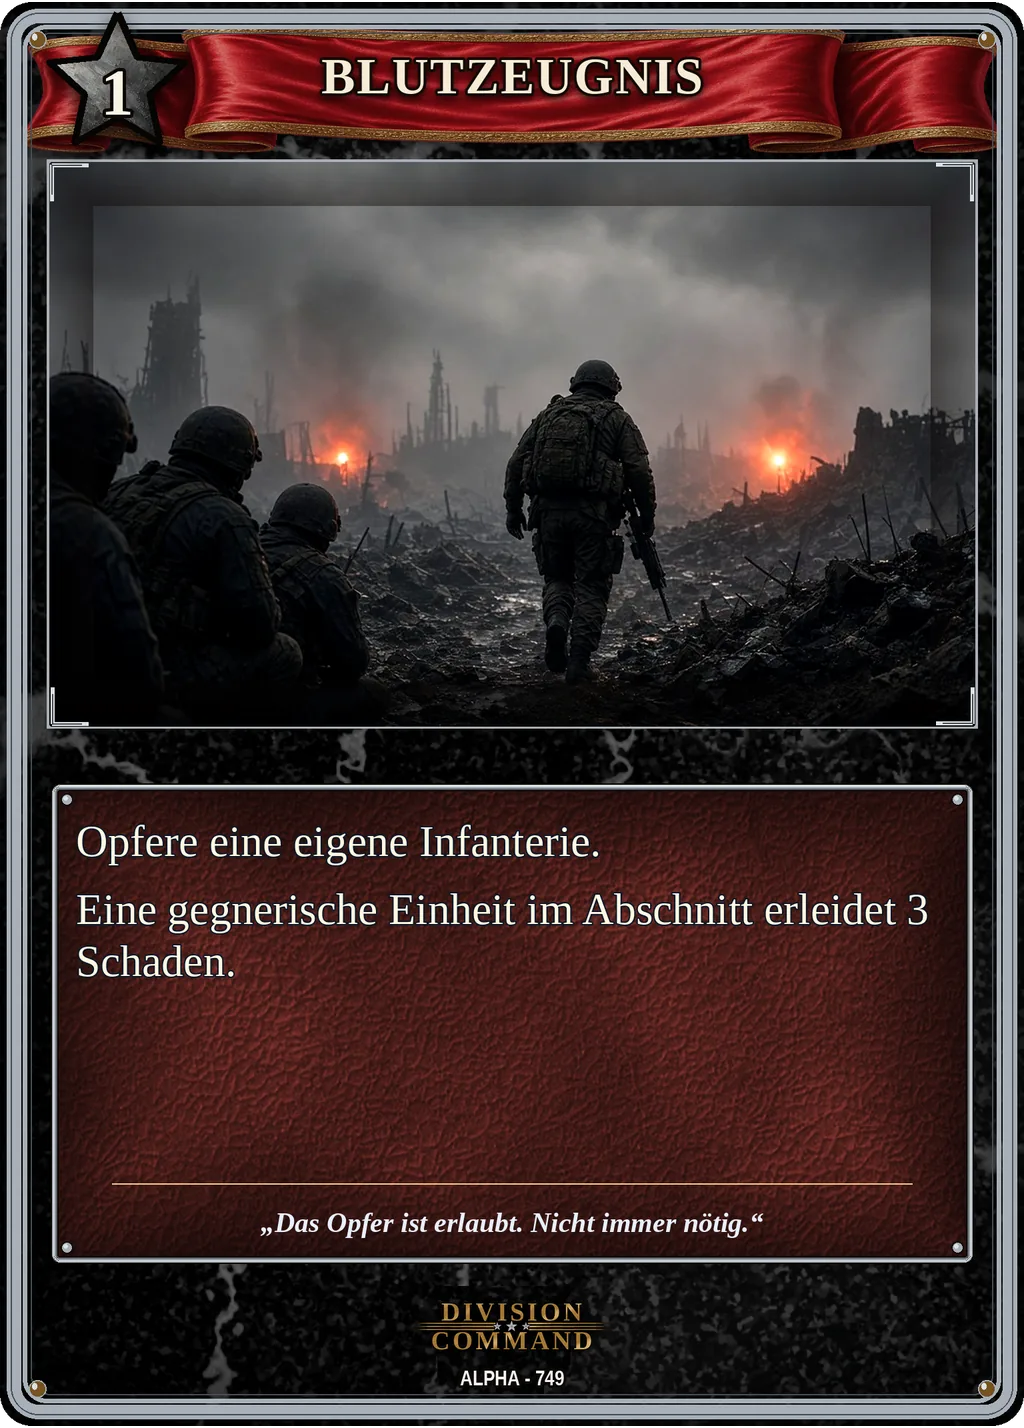 1
BLUTZEUGNIS
Opfere eine eigene Infanterie.
Eine gegnerische Einheit im Abschnitt erleidet 3
Schaden.
„Das Opfer ist erlaubt. Nicht immer nötig.“
DIVISION
COMMAND
ALPHA - 749